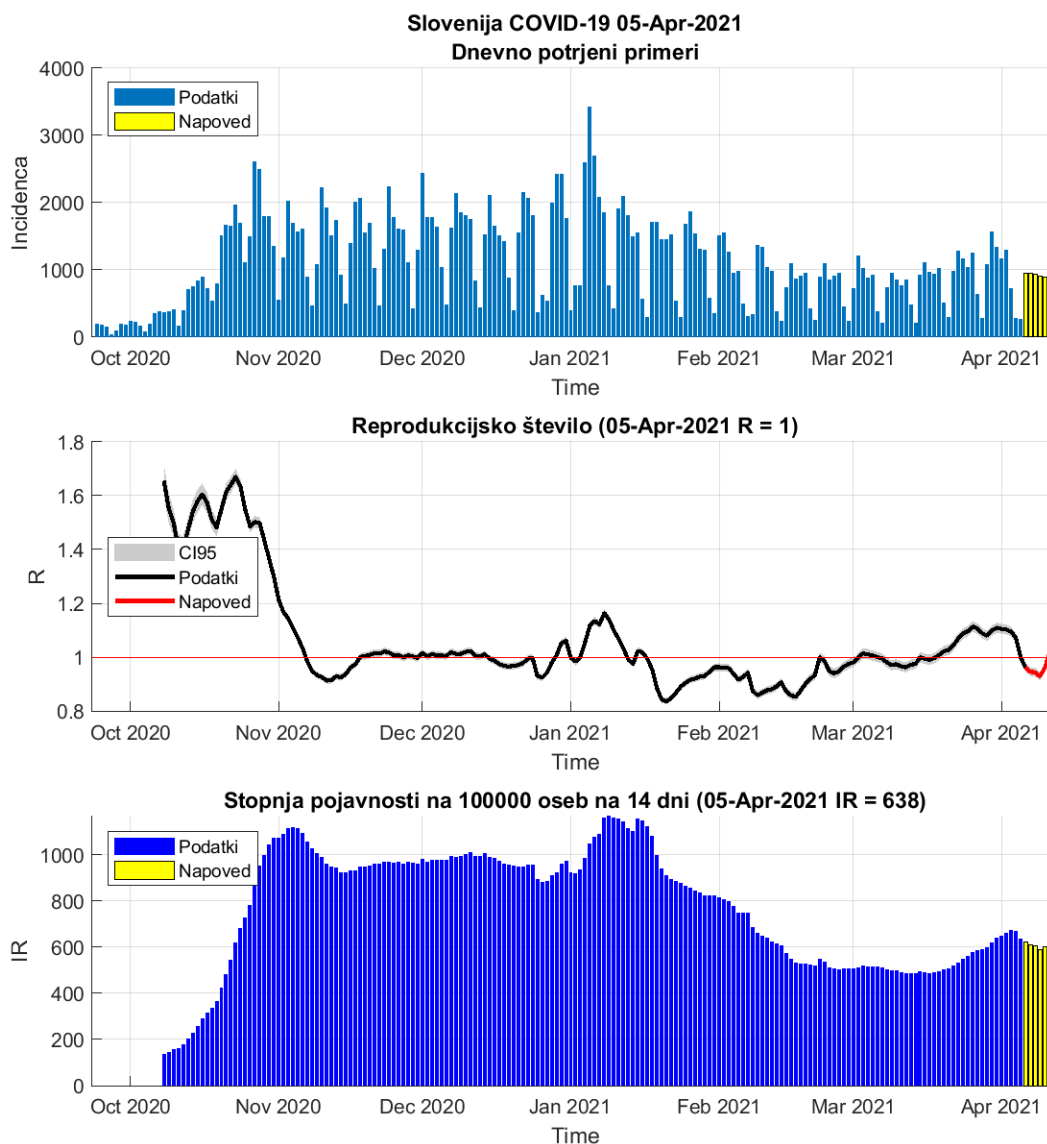 Slovenija COVID-19 05-Apr-2021
Dnevno potrjeni primeri
4000
3000
2000
1000
0
Incidenca
Podatki
Napoved
Oct 2020 Nov 2020 Dec 2020 Jan 2021 Feb 2021 Mar 2021 Apr 2021
Time
Reprodukcijsko število (05-Apr-2021 R = 1)
1.8
1.6
1.4
1.2
1
0.8
R
CI95
Podatki
Napoved
Oct 2020 Nov 2020 Dec 2020 Jan 2021 Feb 2021 Mar 2021 Apr 2021
Time
Stopnja pojavnosti na 100000 oseb na 14 dni (05-Apr-2021 IR = 638)
1000
800
600
400
200
0
IR
Podatki
Napoved
Oct 2020 Nov 2020 Dec 2020 Jan 2021 Feb 2021 Mar 2021 Apr 2021
Time